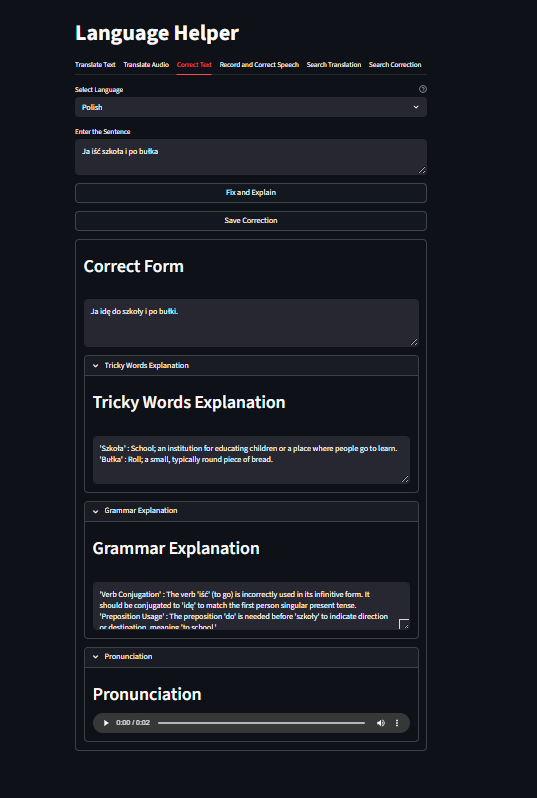 Language Helper
Translate Text Translate Audio Correct Text Record and Correct Speech Search Translation Search Correction
Select Language
Polish
Enter the Sentence
Ja iść szkoła i po bułka
Fix and Explain
Save Correction
Correct Form
Ja idę do szkoły i po bułki.
Tricky Words Explanation
Tricky Words Explanation
'Szkoła' : School; an institution for educating children or a place where people go to learn.
'Bułka' : Roll; a small, typically round piece of bread.
Grammar Explanation
Grammar Explanation
'Verb Conjugation' : The verb 'iść' (to go) is incorrectly used in its infinitive form. It
should be conjugated to 'idę' to match the first person singular present tense.
'Preposition Usage' : The preposition 'do' is needed before 'szkoły' to indicate direction
or destination, meaning 'to school.'
Pronunciation
Pronunciation
0:00 / 0:02